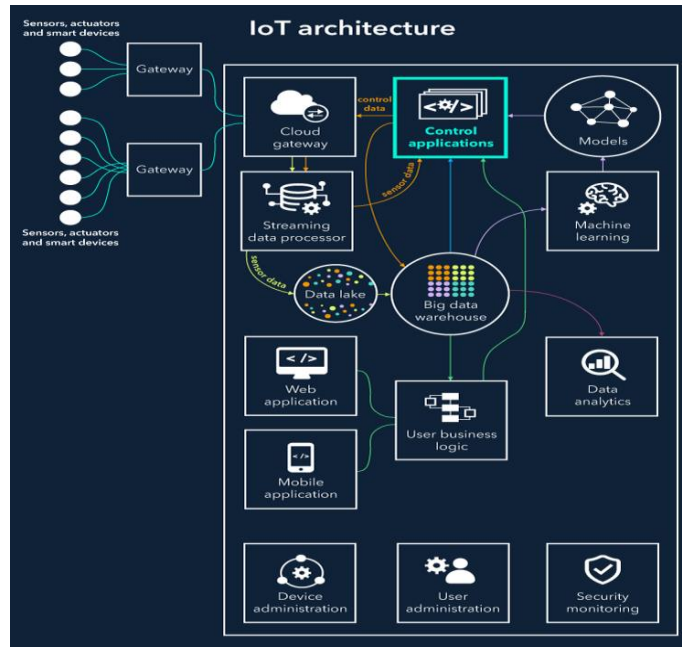 IoT architecture
Sensors, actuators
and smart devices
Gateway
Gateway
Sensors, actuators
and smart devices
Cloud
gateway
control
data
Control
applications
Models
Streaming
data processor
sensor data
Machine
learning
sensor data
Data lake
Big data
warehouse
Web
application
User business
logic
Data
analytics
Mobile
application
Device
administration
User
administration
Security
monitoring